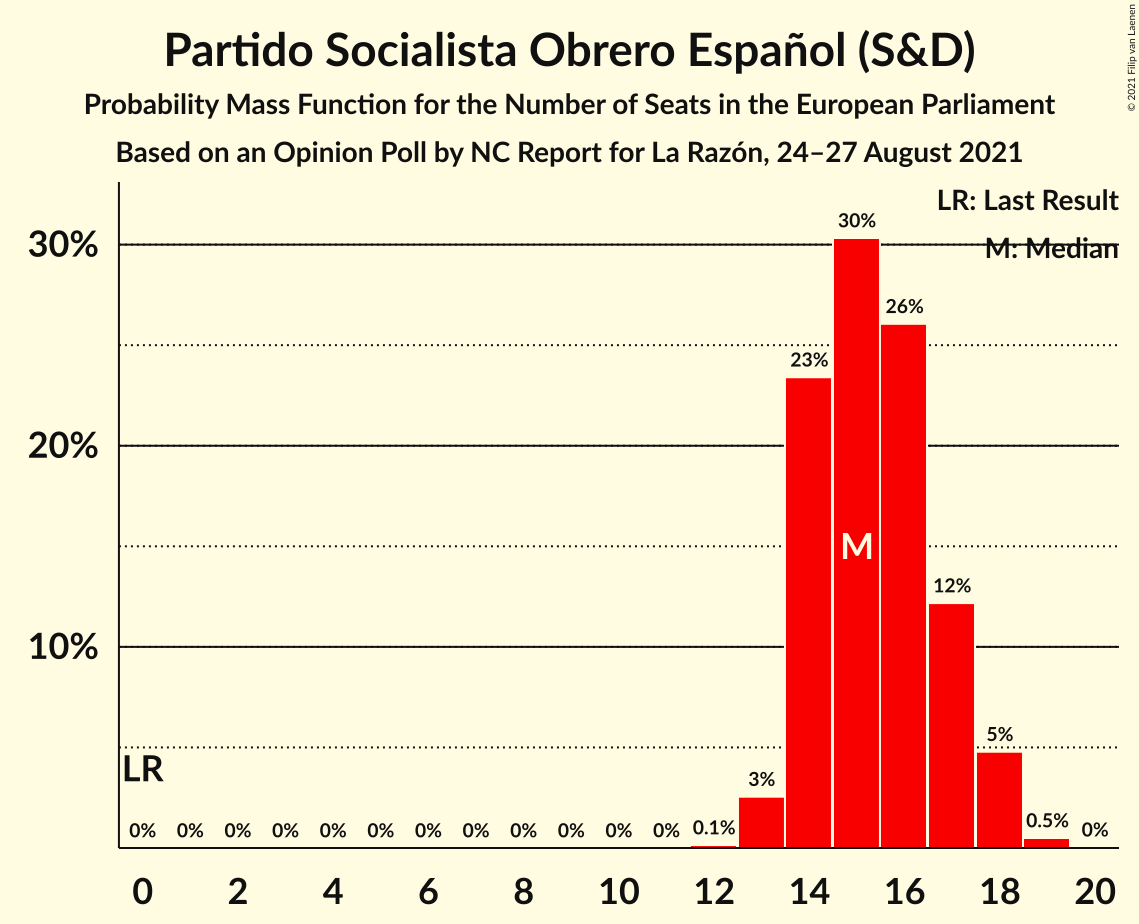 Partido Socialista Obrero Español (S&D)
Probability Mass Function for the Number of Seats in the European Parliament
Based on an Opinion Poll by NC Report for La Razón, 24–27 August 2021
© 2021 Filip van Laenen
LR: Last Result
M: Median
30%
20%
10%
30%
26%
23%
M
12%
5%
LR
3%
0% 0% 0% 0% 0% 0% 0% 0% 0% 0% 0% 0% 0.1% 0.5% 0%
0 2 4 6 8 10 12 14 16 18 20